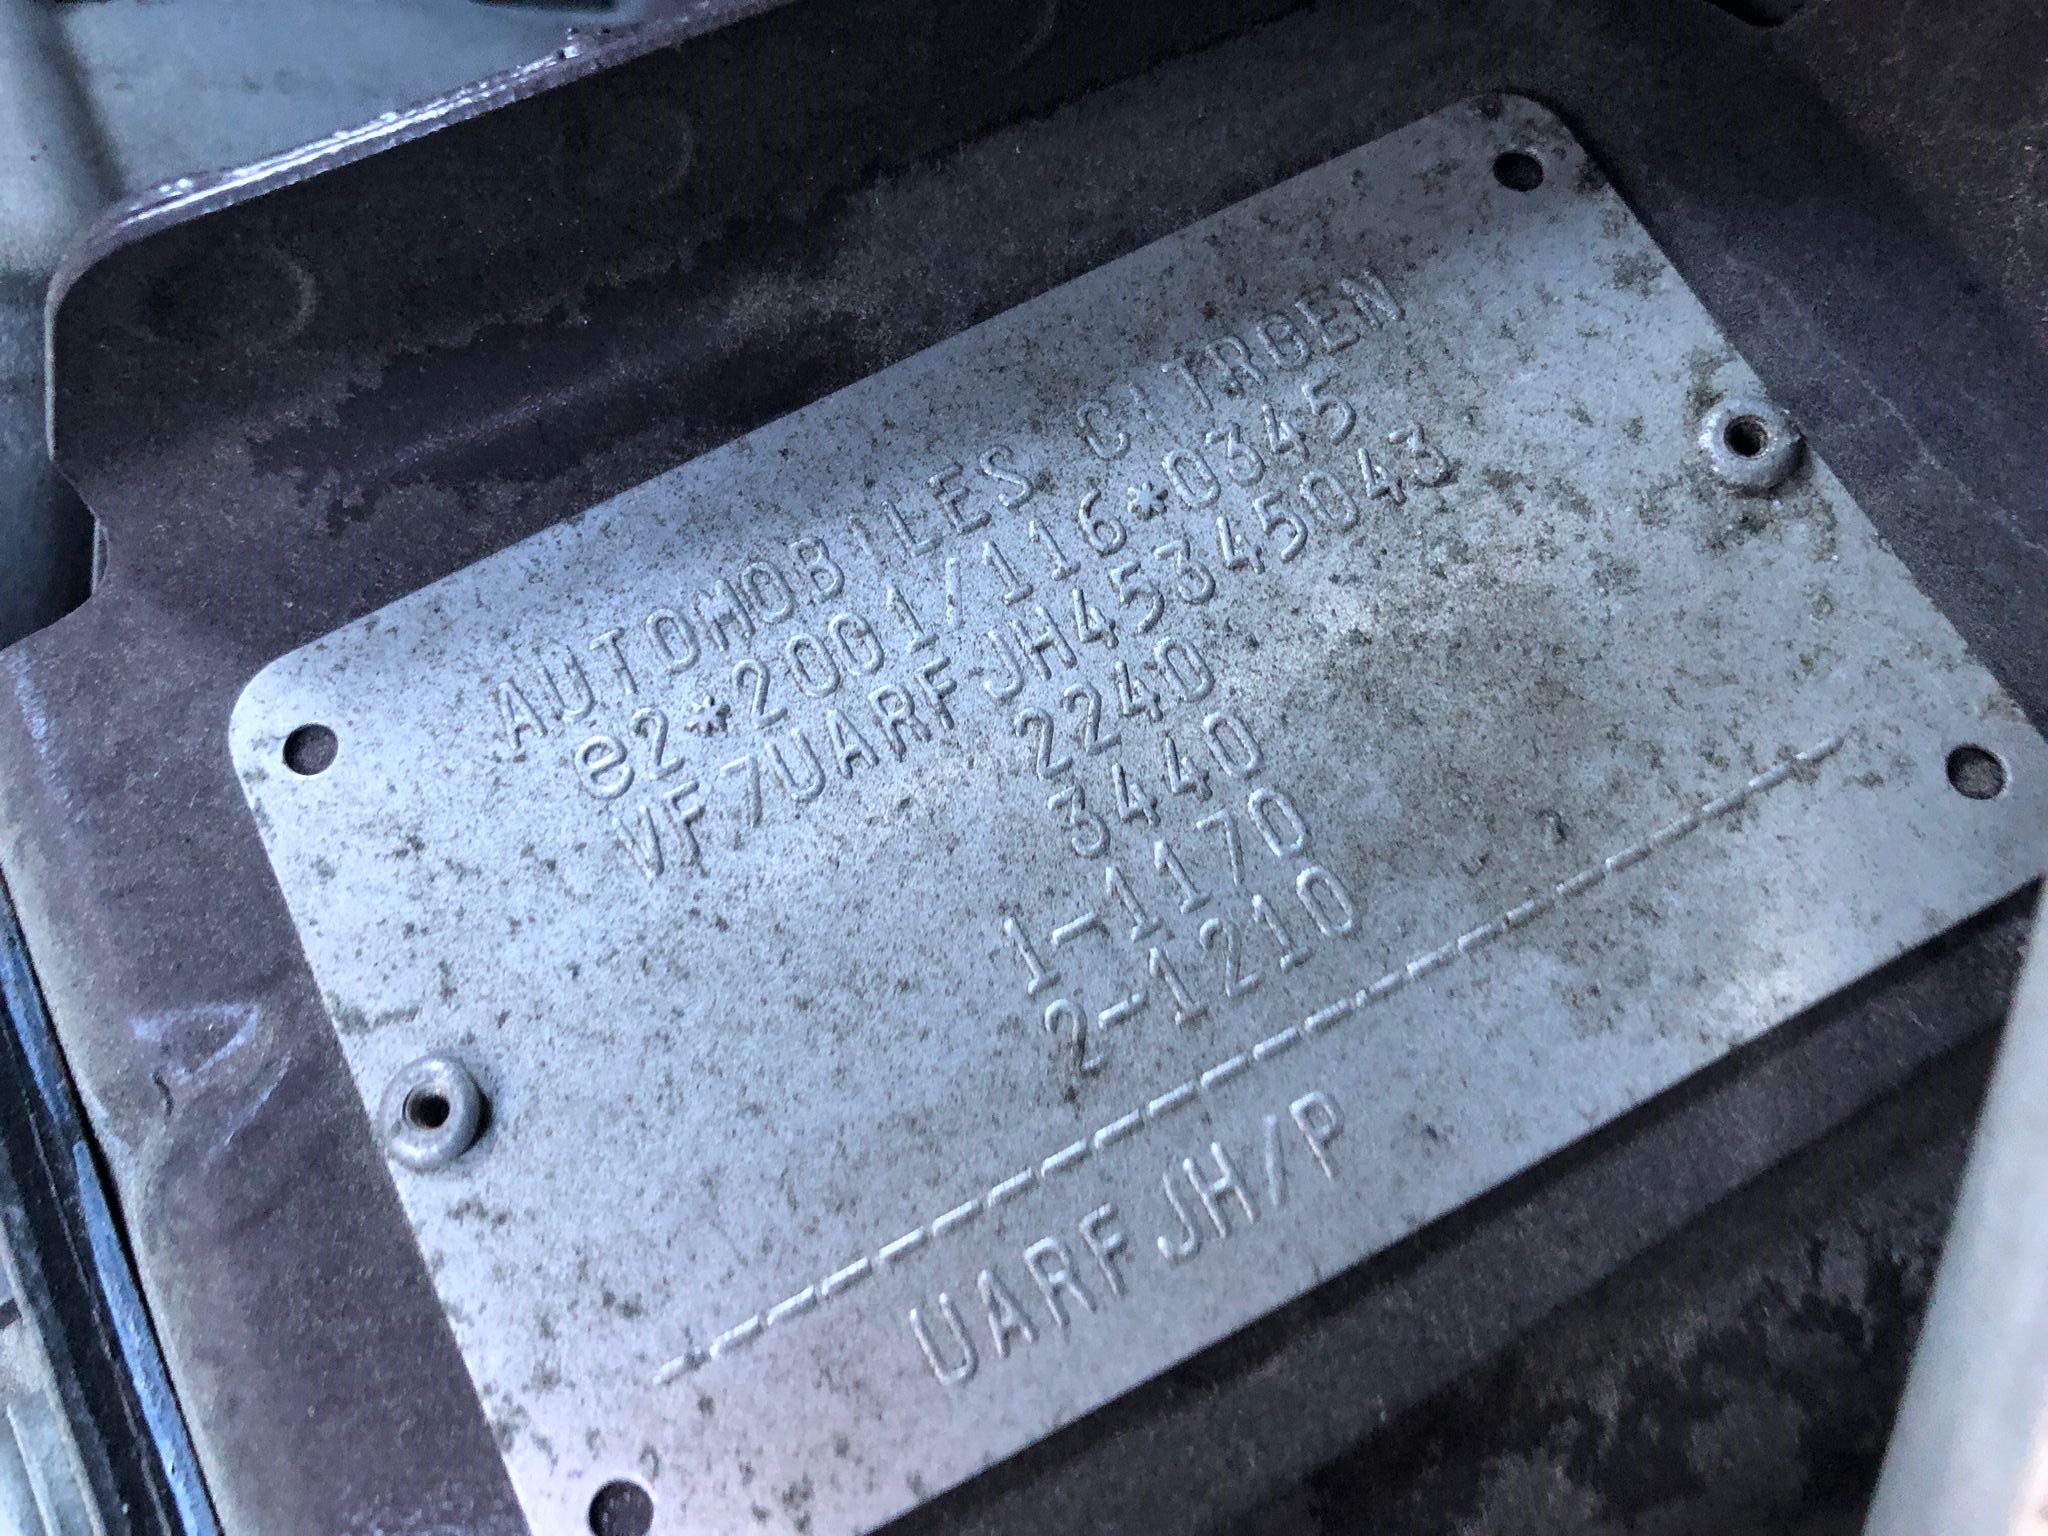 AUTOMOBILES CITROEN
e2*2001/116*0345
VF7UARFJH45345043
2240
3440
1-1170
2-1210
UARFJH/P